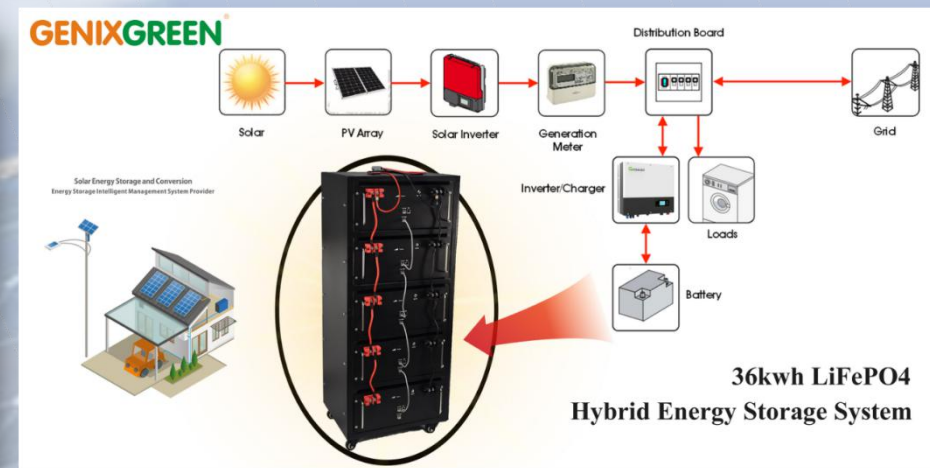 GENIXGREEN
Distribution Board
Solar
PV Array
Solar Inverter
Generation
Meter
Grid
Solar Energy Storage and Conversion
Energy Storage Intelligent Management System Provider
Inverter/Charger
Loads
Battery
36kwh LiFePO4
Hybrid Energy Storage System